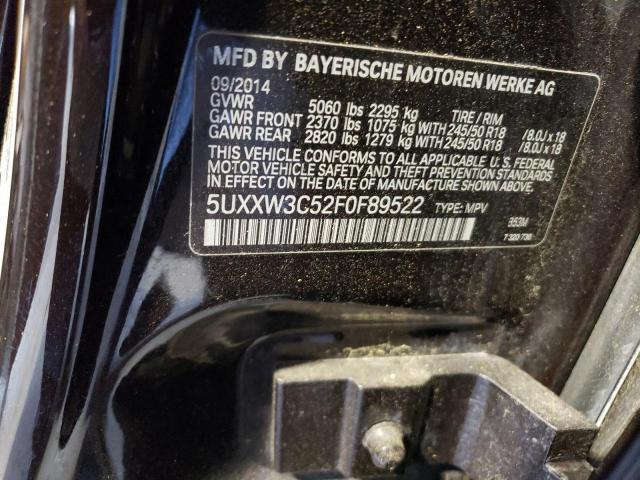 MFD BY BAYERISCHE MOTOREN WERKE AG
09/2014
GVWR 5060 lbs 2295 kg TIRE / RIM
GAWR FRONT 2370 lbs 1075 kg WITH 245/50 R18 /8.0J x 18
GAWR REAR 2820 lbs 1279 kg WITH 245/50 R18 /8.0J x 18
THIS VEHICLE CONFORMS TO ALL APPLICABLE U.S. FEDERAL
MOTOR VEHICLE SAFETY AND THEFT PREVENTION STANDARDS
IN EFFECT ON THE DATE OF MANUFACTURE SHOWN ABOVE.
5UXXW3C52F0F89522 TYPE: MPV
353M
7 320 730